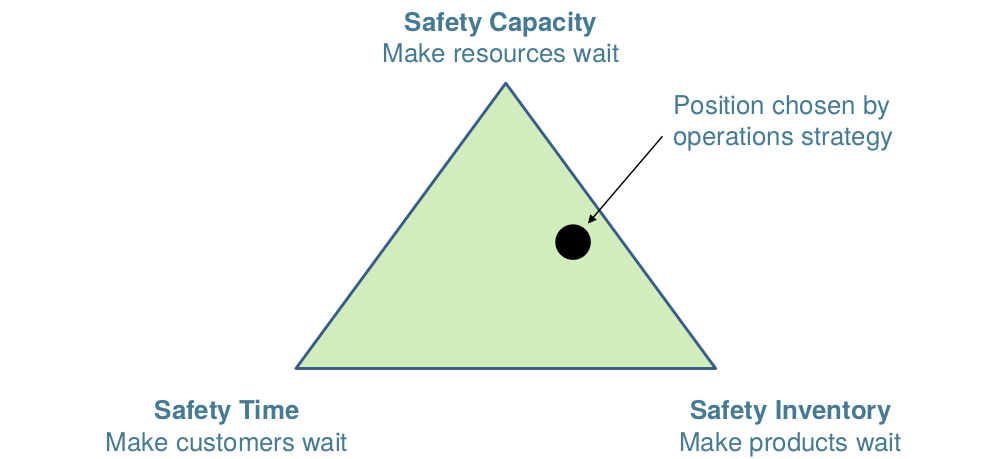 Safety Capacity
Make resources wait
Position chosen by
operations strategy
Safety Time
Make customers wait
Safety Inventory
Make products wait